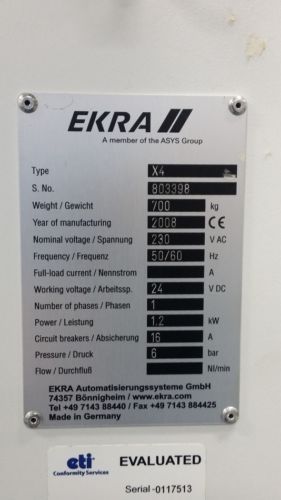 EKRA
A member of the ASYS Group
Type X4
S. No. 803398
Weight / Gewicht 700 kg
Year of manufacturing 2008 CE
Nominal voltage / Spannung 230 V AC
Frequency / Frequenz 50/60 Hz
Full-load current / Nennstrom A
Working voltage / Arbeitssp. 24 V DC
Number of phases / Phasen 1
Power / Leistung 1.2 kW
Circuit breakers / Absicherung 16 A
Pressure / Druck 6 bar
Flow / Durchfluß Nl/min
EKRA Automatisierungssysteme GmbH
74357 Bönnigheim / www.ekra.com
Tel +49 7143 88440 / Fax +49 7143 884425
Made in Germany
eti EVALUATED
Conformity Services
Serial-0117513